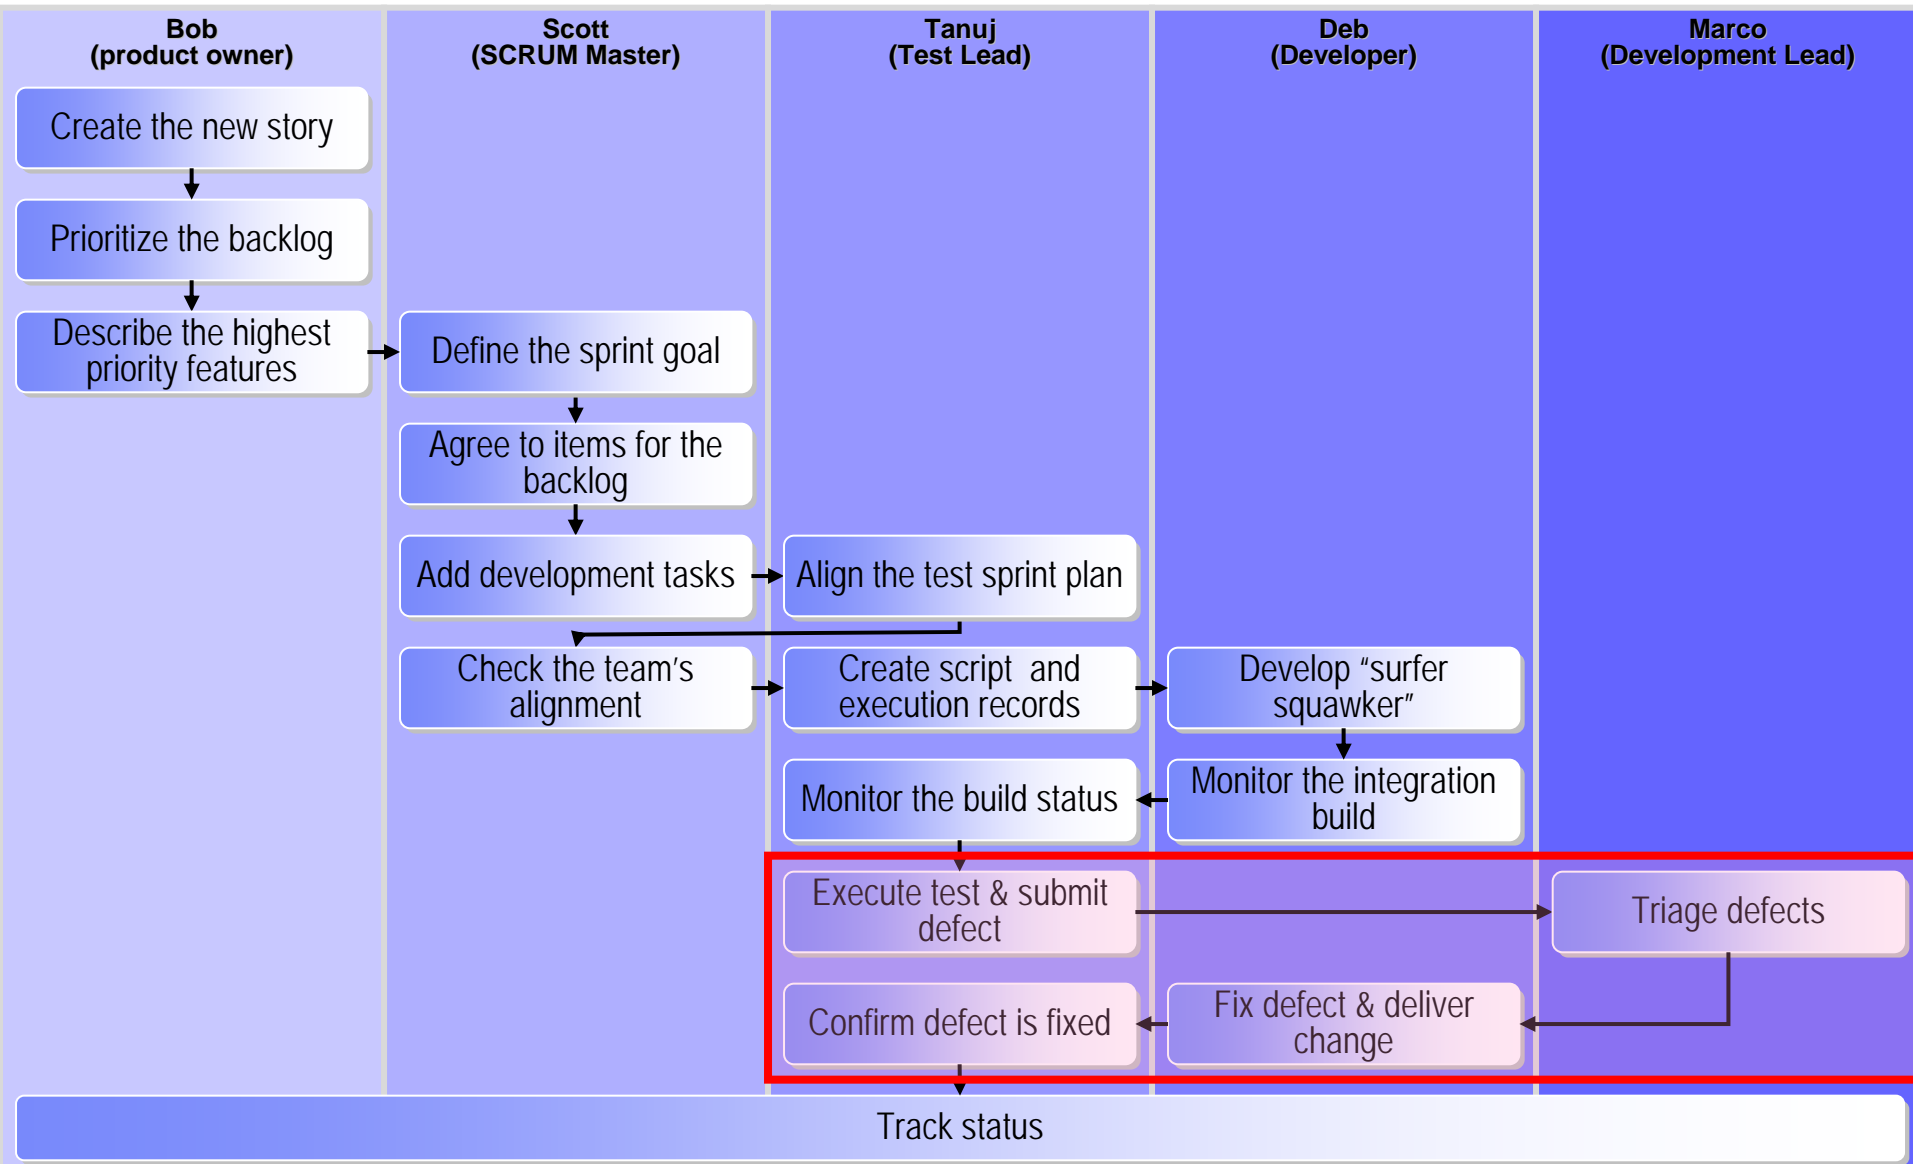 Bob
(product owner)
Scott
(SCRUM Master)
Tanuj
(Test Lead)
Deb
(Developer)
Marco
(Development Lead)
Create the new story
Prioritize the backlog
Describe the highest
priority features
Define the sprint goal
Agree to items for the
backlog
Add development tasks
Align the test sprint plan
Check the team's
alignment
Create script and
execution records
Develop “surfer
squawker”
Monitor the build status
Monitor the integration
build
Execute test & submit
defect
Triage defects
Confirm defect is fixed
Fix defect & deliver
change
Track status